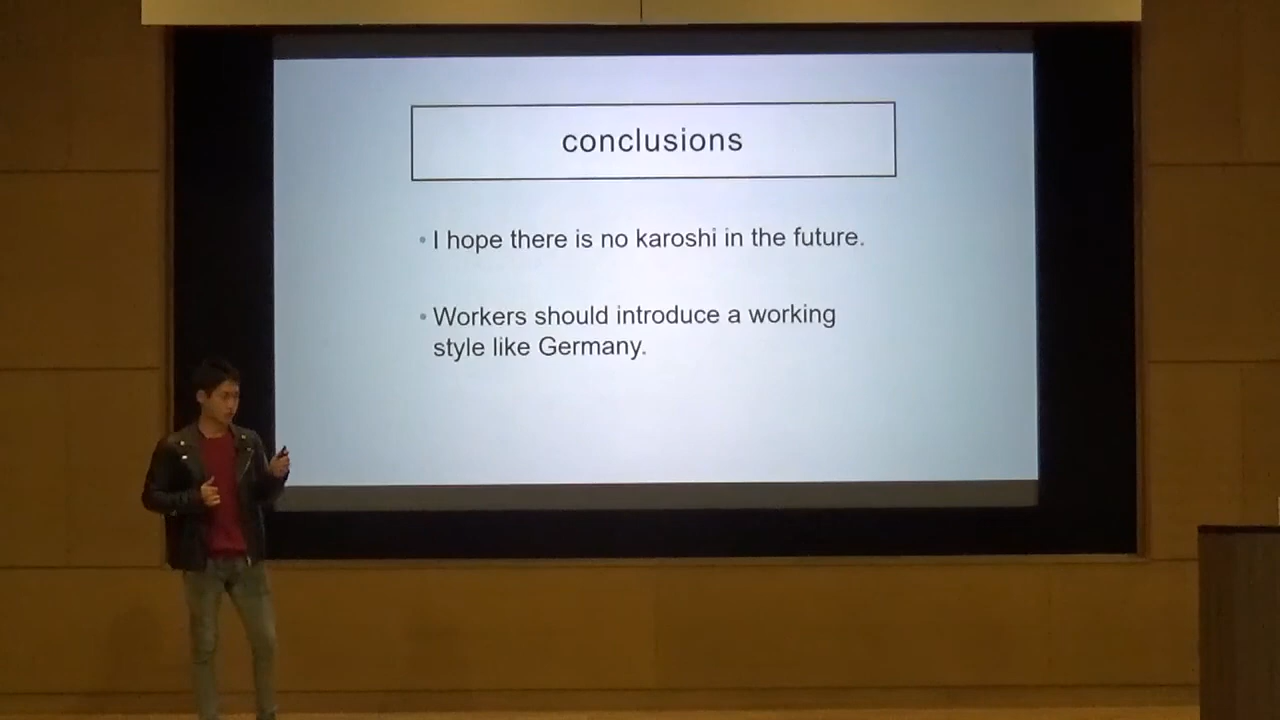 conclusions
• I hope there is no karoshi in the future.
• Workers should introduce a working
style like Germany.